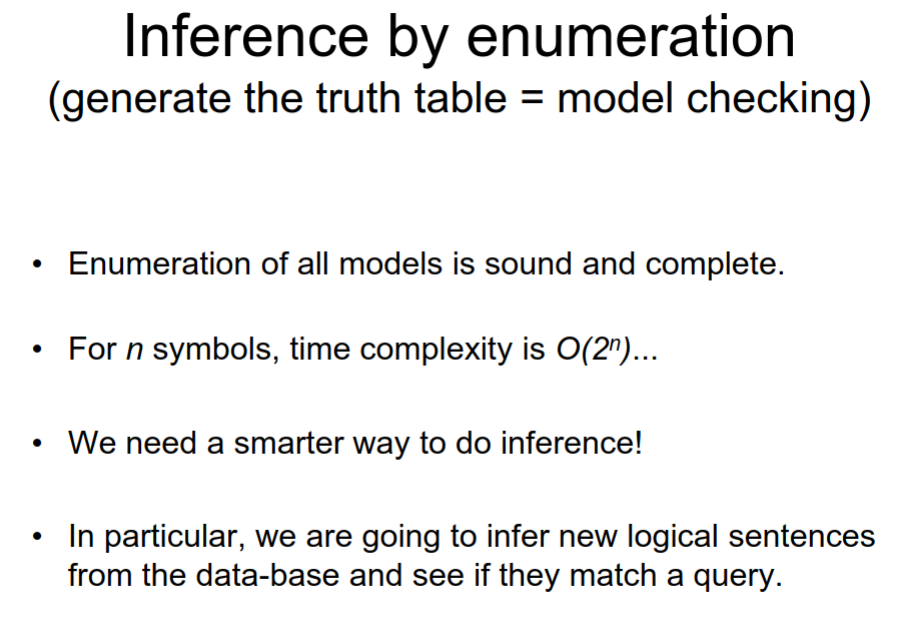 Inference by enumeration
(generate the truth table = model checking)
• Enumeration of all models is sound and complete.
• For n symbols, time complexity is O(2ⁿ)...
• We need a smarter way to do inference!
• In particular, we are going to infer new logical sentences
from the data-base and see if they match a query.